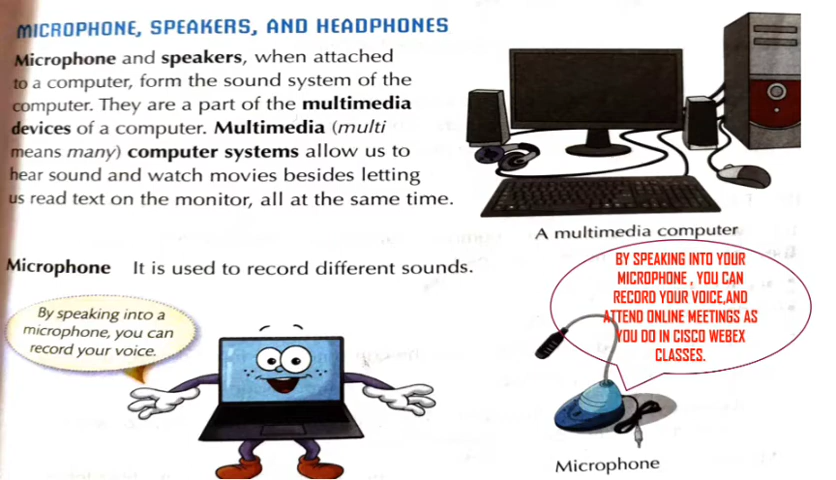 MICROPHONE, SPEAKERS, AND HEADPHONES
Microphone and speakers, when attached
to a computer, form the sound system of the
computer. They are a part of the multimedia
devices of a computer. Multimedia (multi
means many) computer systems allow us to
hear sound and watch movies besides letting
us read text on the monitor, all at the same time.
A multimedia computer
Microphone It is used to record different sounds.
By speaking into a
microphone, you can
record your voice.
BY SPEAKING INTO YOUR
MICROPHONE , YOU CAN
RECORD YOUR VOICE,AND
ATTEND ONLINE MEETINGS AS
YOU DO IN CISCO WEBEX
CLASSES.
Microphone